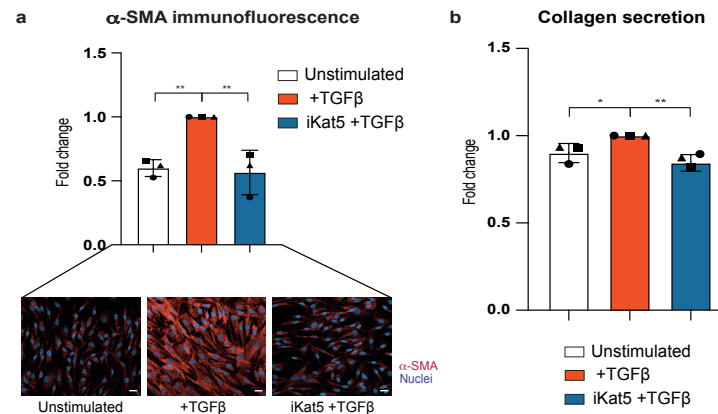 a
α-SMA immunofluorescence
1.5
1.0
0.5
0.0
Fold change
** **
Unstimulated
+TGFβ
iKat5 +TGFβ
α-SMA
Nuclei
Unstimulated
+TGFβ
iKat5 +TGFβ
b
Collagen secretion
1.5
1.0
0.5
0.0
Fold change
* **
Unstimulated
+TGFβ
iKat5 +TGFβ